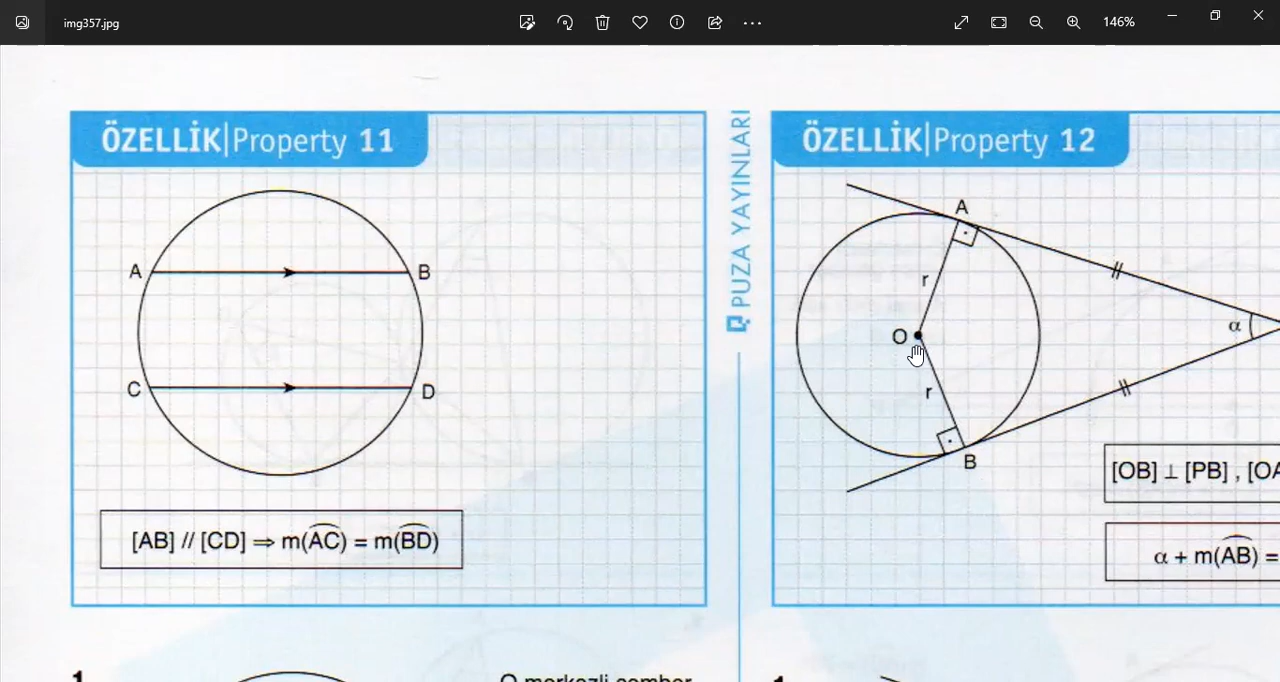 img357.jpg
146%
ÖZELLİK|Property 11
A
B
C
D
[AB] // [CD] ⇒ m(AC) = m(BD)
PUZA YAYINLARI
ÖZELLİK|Property 12
A
r
α
O
r
B
[OB] ⊥ [PB] , [OA
α + m(AB) =
1
O merkezli çember
1